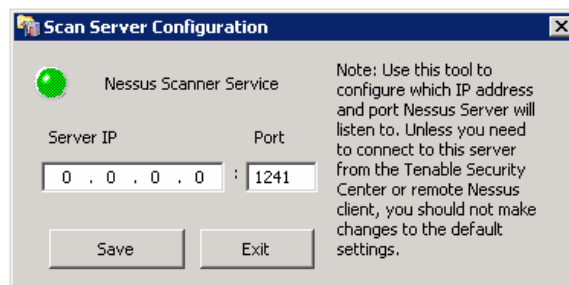 Scan Server Configuration
Nessus Scanner Service
Server IP
Port
0 . 0 . 0 . 0 : 1241
Save
Exit
Note: Use this tool to
configure which IP address
and port Nessus Server will
listen to. Unless you need
to connect to this server
from the Tenable Security
Center or remote Nessus
client, you should not make
changes to the default
settings.